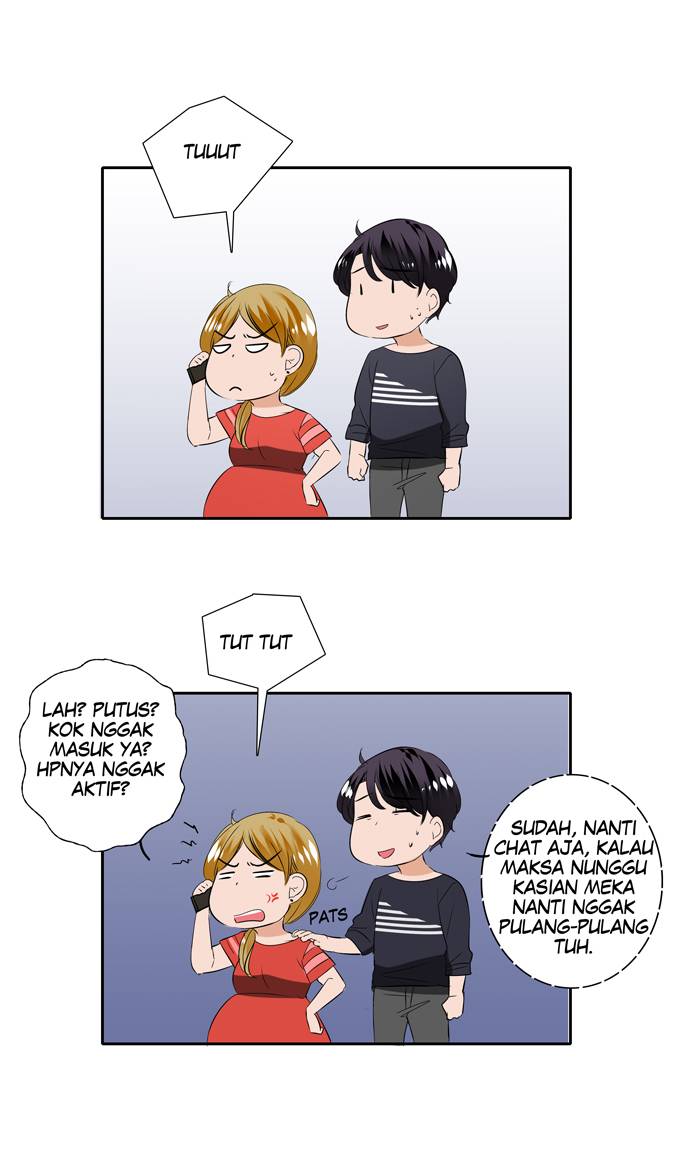 TUUUT
TUT TUT
LAH? PUTUS?
KOK NGGAK
MASUK YA?
HPNYA NGGAK
AKTIF?
PATS
SUDAH, NANTI
CHAT AJA, KALAU
MAKSA NUNGGU
KASIAN MEKA
NANTI NGGAK
PULANG-PULANG
TUH.